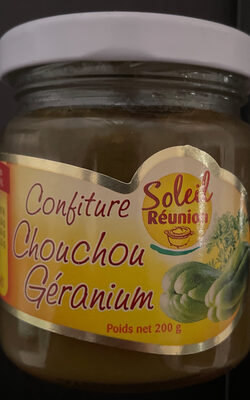 Confiture
Chouchou
Géranium
Soleil
Réunion
Poids net 200 g